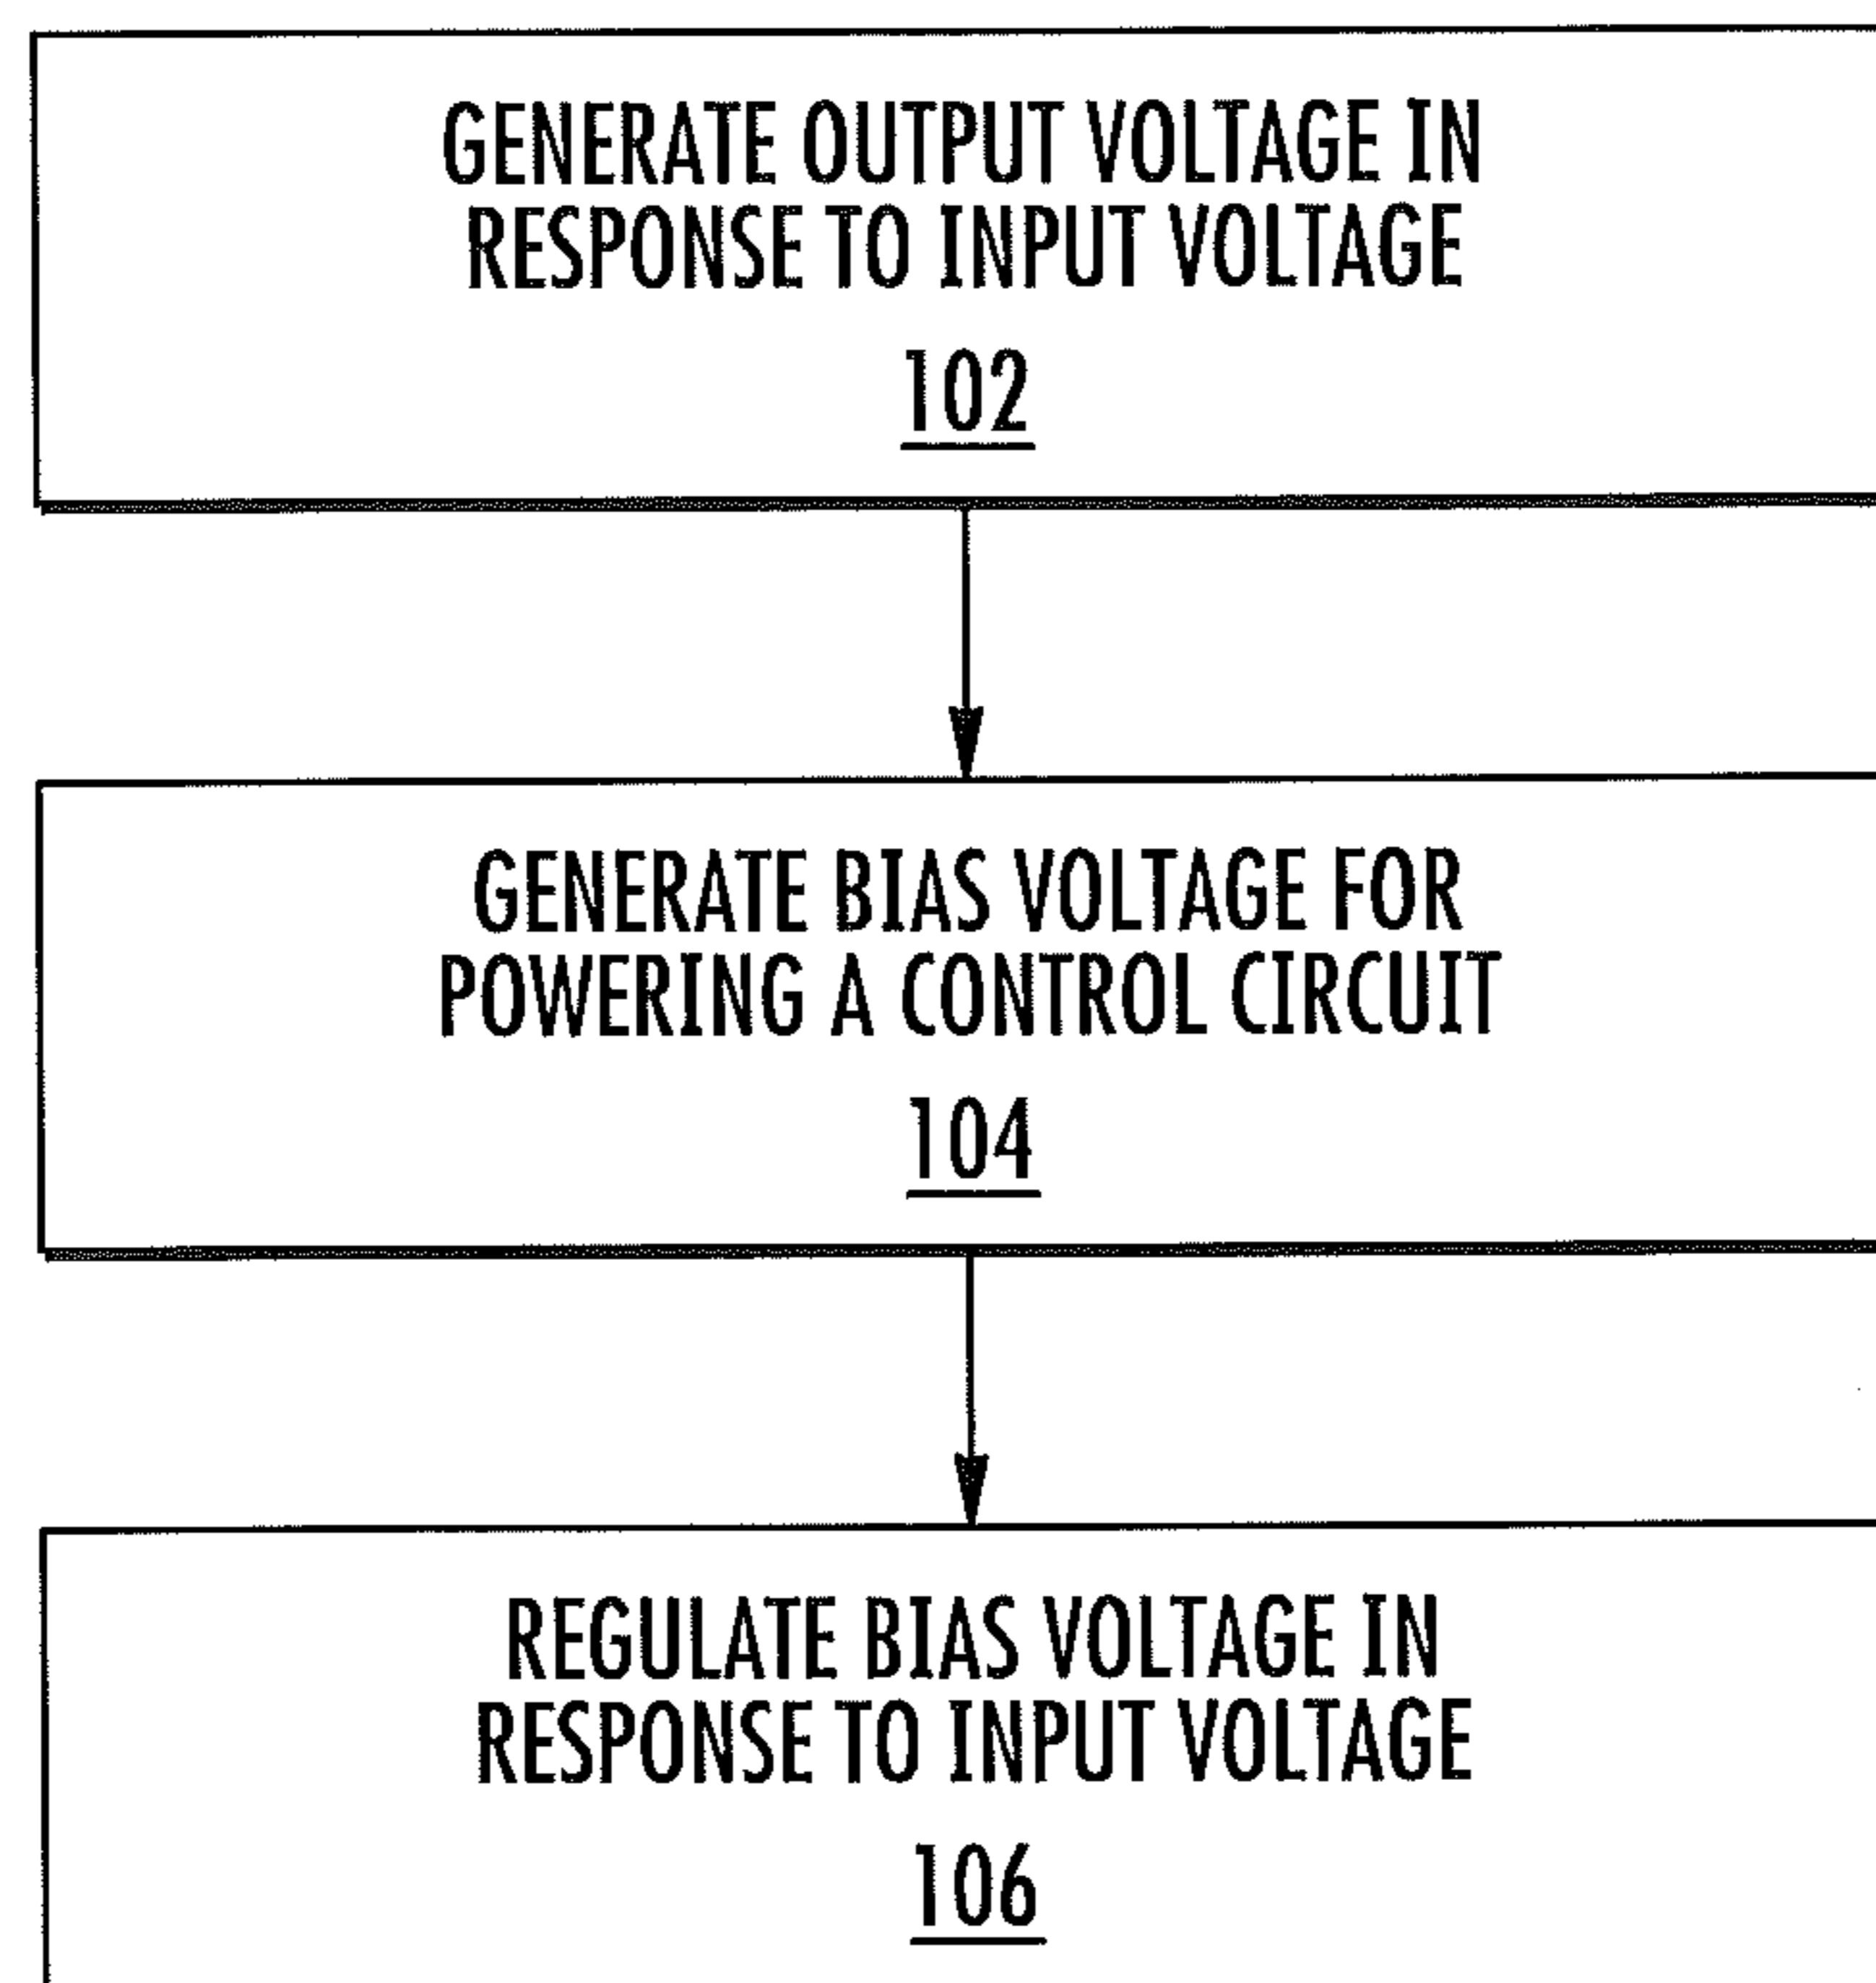 GENERATE OUTPUT VOLTAGE IN
RESPONSE TO INPUT VOLTAGE
102
GENERATE BIAS VOLTAGE FOR
POWERING A CONTROL CIRCUIT
104
REGULATE BIAS VOLTAGE IN
RESPONSE TO INPUT VOLTAGE
106